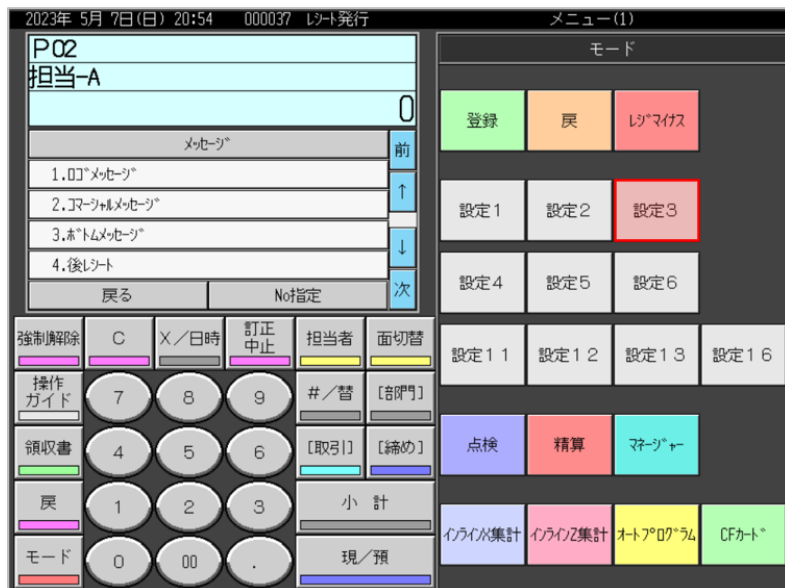 2023年 5月 7日(日) 20:54 000037 ﾚｼｰﾄ発行 メニュー(1)
P02
担当-A
0
ﾒｯｾｰｼﾞ
前
1.ﾛｺﾞﾒｯｾｰｼﾞ
↑
2.ｺﾏｰｼｬﾙﾒｯｾｰｼﾞ
3.ﾎﾞﾄﾑﾒｯｾｰｼﾞ
↓
4.後ﾚｼｰﾄ
戻る No指定 次
強制解除 C X／日時 訂正 中止 担当者 面切替
操作 ガイド 7 8 9 #／替 [部門]
領収書 4 5 6 [取引] [締め]
戻 1 2 3 小 計
モード 0 00 . 現／預
モード
登録 戻 ﾚｼﾞﾏｲﾅｽ
設定1 設定2 設定3
設定4 設定5 設定6
設定11 設定12 設定13 設定16
点検 精算 ﾏﾈｰｼﾞｬｰ
ｲﾝﾗｲﾝX集計 ｲﾝﾗｲﾝZ集計 ｵｰﾄﾌﾟﾛｸﾞﾗﾑ CFｶｰﾄﾞ